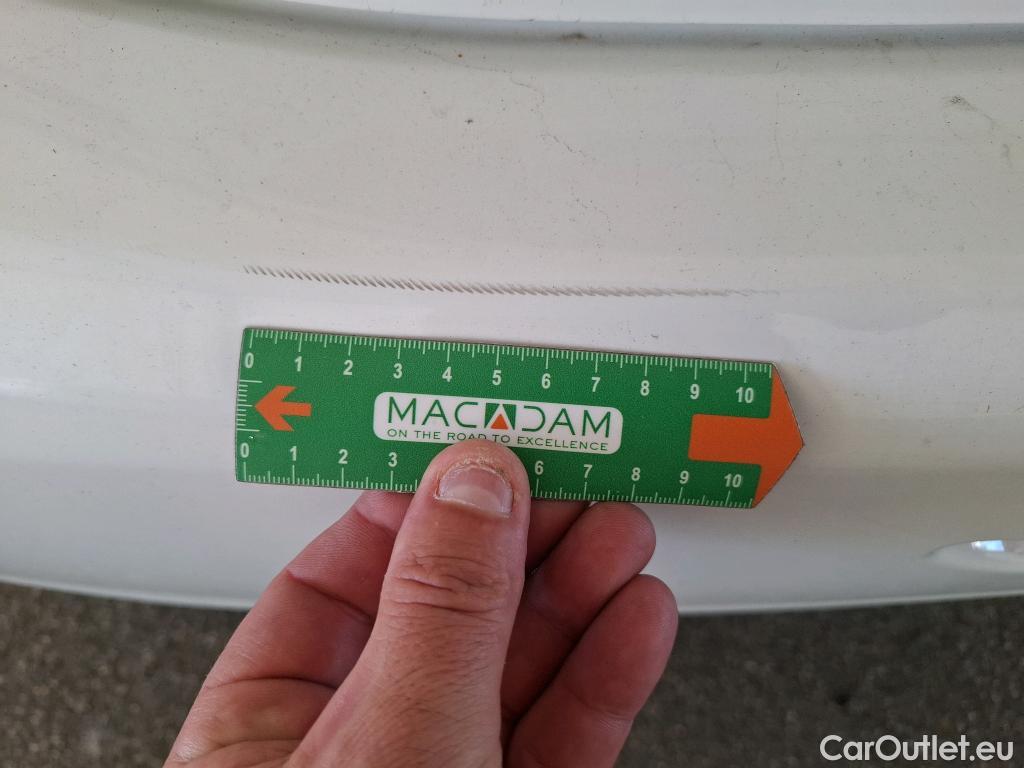 0 1 2 3 4 5 6 7 8 9 10
MACADAM
ON THE ROAD TO EXCELLENCE
0 1 2 3 6 7 8 9 10
CarOutlet.eu